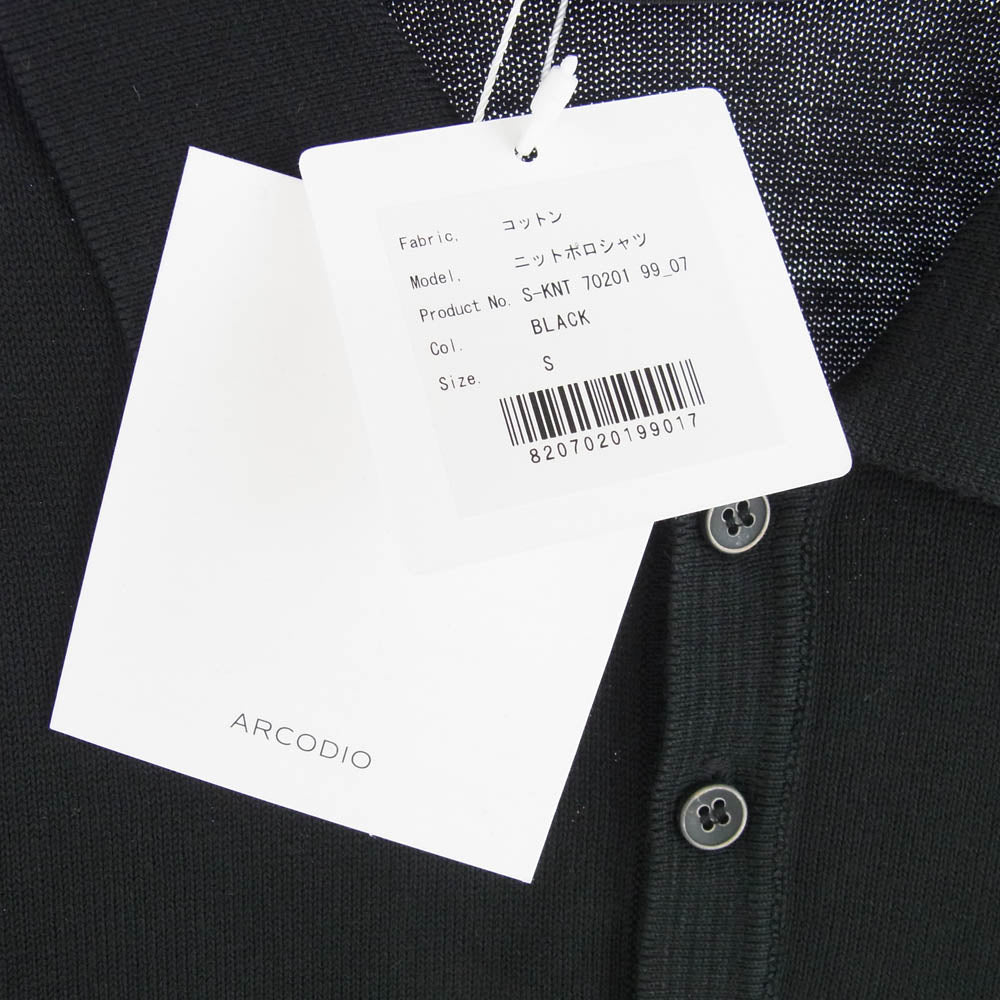 Fabric. コットン
Model. ニットポロシャツ
Product No. S-KNT 70201 99_07
Col. BLACK
Size. S
8207020199017
ARCODIO